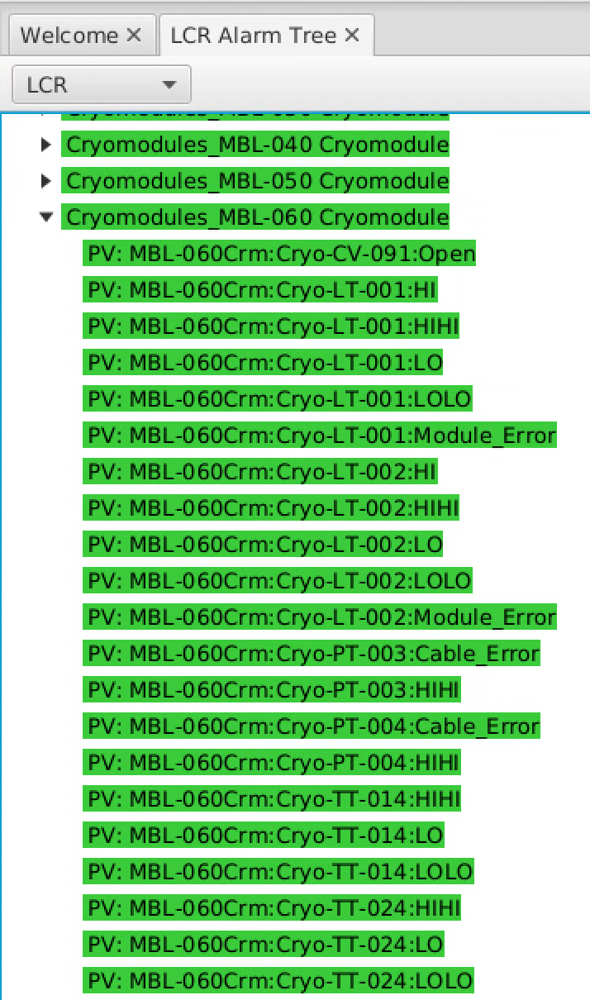 Welcome
LCR Alarm Tree
LCR
Cryomodules_MBL-040 Cryomodule
Cryomodules_MBL-050 Cryomodule
Cryomodules_MBL-060 Cryomodule
PV: MBL-060Crm:Cryo-CV-091:Open
PV: MBL-060Crm:Cryo-LT-001:HI
PV: MBL-060Crm:Cryo-LT-001:HIHI
PV: MBL-060Crm:Cryo-LT-001:LO
PV: MBL-060Crm:Cryo-LT-001:LOLO
PV: MBL-060Crm:Cryo-LT-001:Module_Error
PV: MBL-060Crm:Cryo-LT-002:HI
PV: MBL-060Crm:Cryo-LT-002:HIHI
PV: MBL-060Crm:Cryo-LT-002:LO
PV: MBL-060Crm:Cryo-LT-002:LOLO
PV: MBL-060Crm:Cryo-LT-002:Module_Error
PV: MBL-060Crm:Cryo-PT-003:Cable_Error
PV: MBL-060Crm:Cryo-PT-003:HIHI
PV: MBL-060Crm:Cryo-PT-004:Cable_Error
PV: MBL-060Crm:Cryo-PT-004:HIHI
PV: MBL-060Crm:Cryo-TT-014:HIHI
PV: MBL-060Crm:Cryo-TT-014:LO
PV: MBL-060Crm:Cryo-TT-014:LOLO
PV: MBL-060Crm:Cryo-TT-024:HIHI
PV: MBL-060Crm:Cryo-TT-024:LO
PV: MBL-060Crm:Cryo-TT-024:LOLO